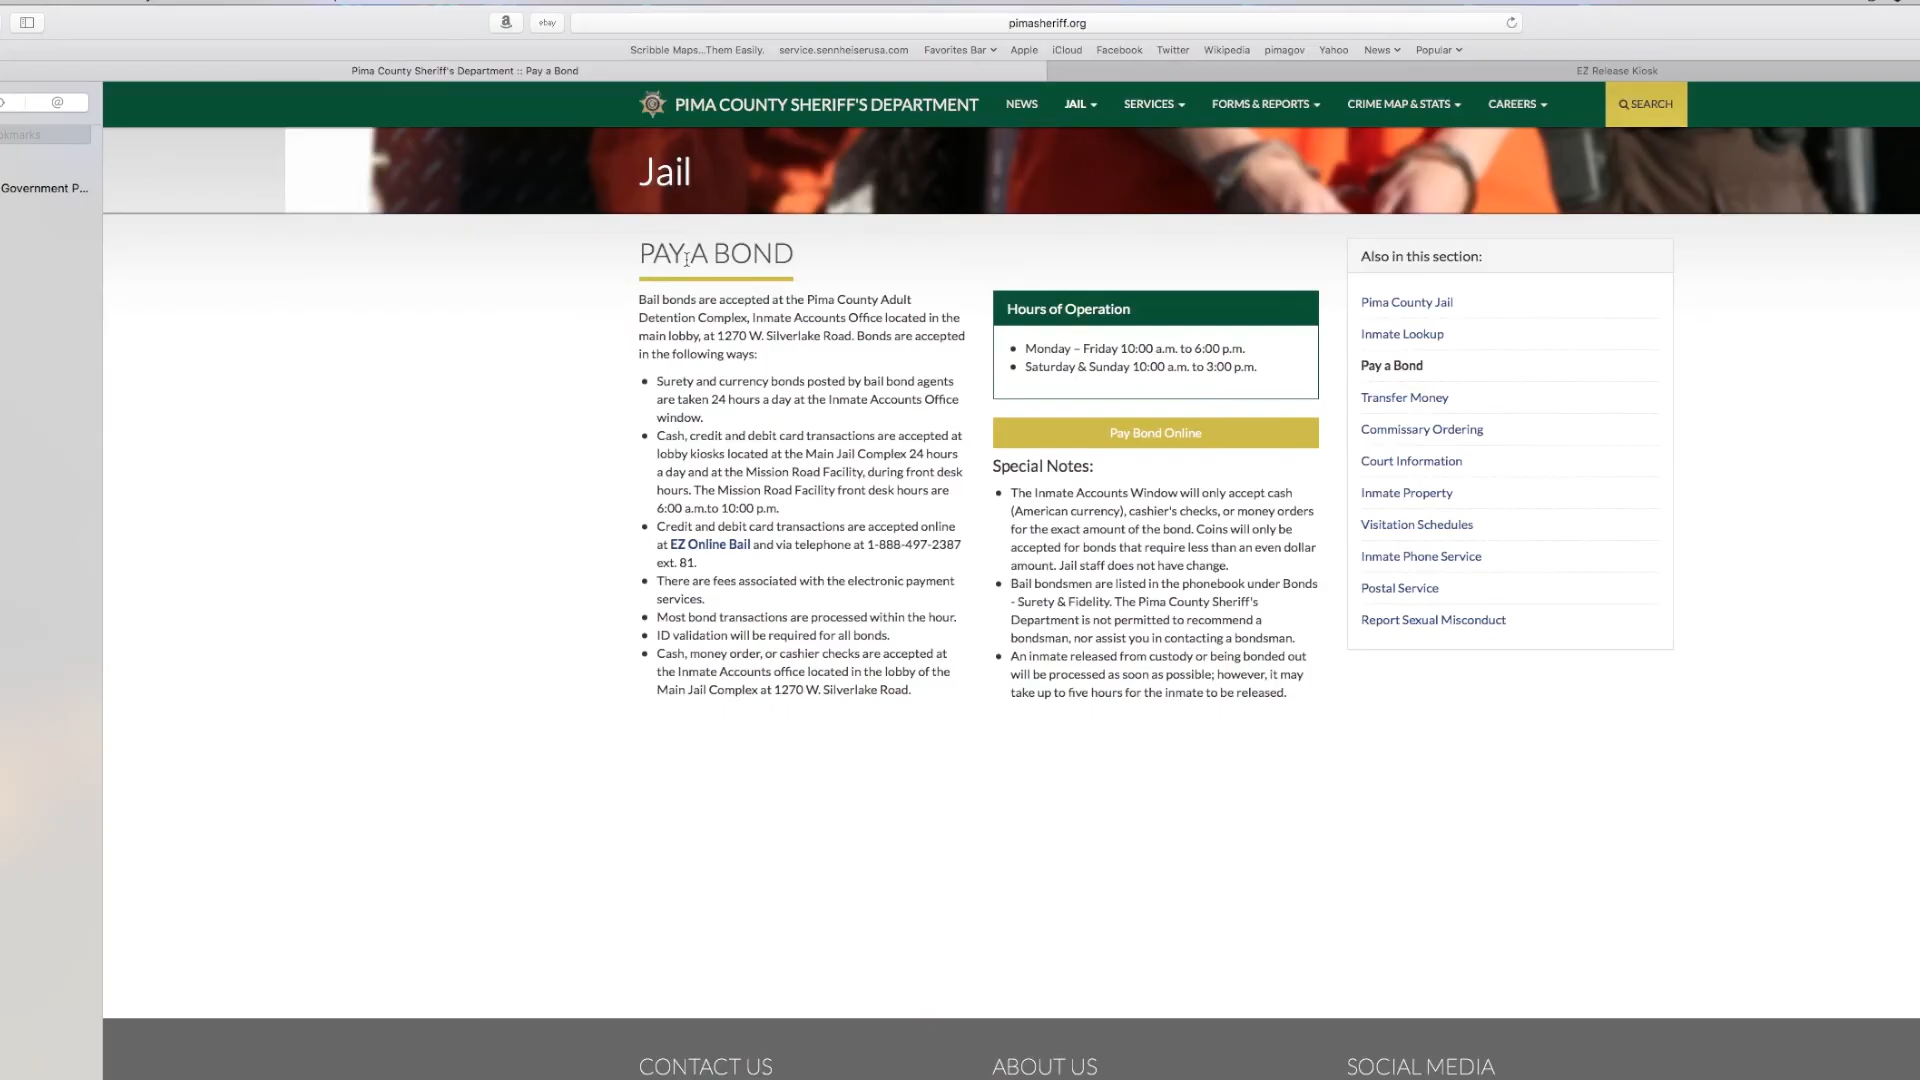 ebay
pimasheriff.org
Scribble Maps...Them Easily. service.sennheiserusa.com Favorites Bar Apple iCloud Facebook Twitter Wikipedia pimagov Yahoo News Popular
Pima County Sheriff's Department :: Pay a Bond
EZ Release Kiosk
@
okmarks
Government P...
PIMA COUNTY SHERIFF'S DEPARTMENT NEWS JAIL SERVICES FORMS & REPORTS CRIME MAP & STATS CAREERS SEARCH
Jail
PAY A BOND
Bail bonds are accepted at the Pima County Adult
Detention Complex, Inmate Accounts Office located in the
main lobby, at 1270 W. Silverlake Road. Bonds are accepted
in the following ways:
• Surety and currency bonds posted by bail bond agents
are taken 24 hours a day at the Inmate Accounts Office
window.
• Cash, credit and debit card transactions are accepted at
lobby kiosks located at the Main Jail Complex 24 hours
a day and at the Mission Road Facility, during front desk
hours. The Mission Road Facility front desk hours are
6:00 a.m.to 10:00 p.m.
• Credit and debit card transactions are accepted online
at EZ Online Bail and via telephone at 1-888-497-2387
ext. 81.
• There are fees associated with the electronic payment
services.
• Most bond transactions are processed within the hour.
• ID validation will be required for all bonds.
• Cash, money order, or cashier checks are accepted at
the Inmate Accounts office located in the lobby of the
Main Jail Complex at 1270 W. Silverlake Road.
Hours of Operation
• Monday – Friday 10:00 a.m. to 6:00 p.m.
• Saturday & Sunday 10:00 a.m. to 3:00 p.m.
Pay Bond Online
Special Notes:
• The Inmate Accounts Window will only accept cash
(American currency), cashier's checks, or money orders
for the exact amount of the bond. Coins will only be
accepted for bonds that require less than an even dollar
amount. Jail staff does not have change.
• Bail bondsmen are listed in the phonebook under Bonds
- Surety & Fidelity. The Pima County Sheriff's
Department is not permitted to recommend a
bondsman, nor assist you in contacting a bondsman.
• An inmate released from custody or being bonded out
will be processed as soon as possible; however, it may
take up to five hours for the inmate to be released.
Also in this section:
Pima County Jail
Inmate Lookup
Pay a Bond
Transfer Money
Commissary Ordering
Court Information
Inmate Property
Visitation Schedules
Inmate Phone Service
Postal Service
Report Sexual Misconduct
CONTACT US
ABOUT US
SOCIAL MEDIA